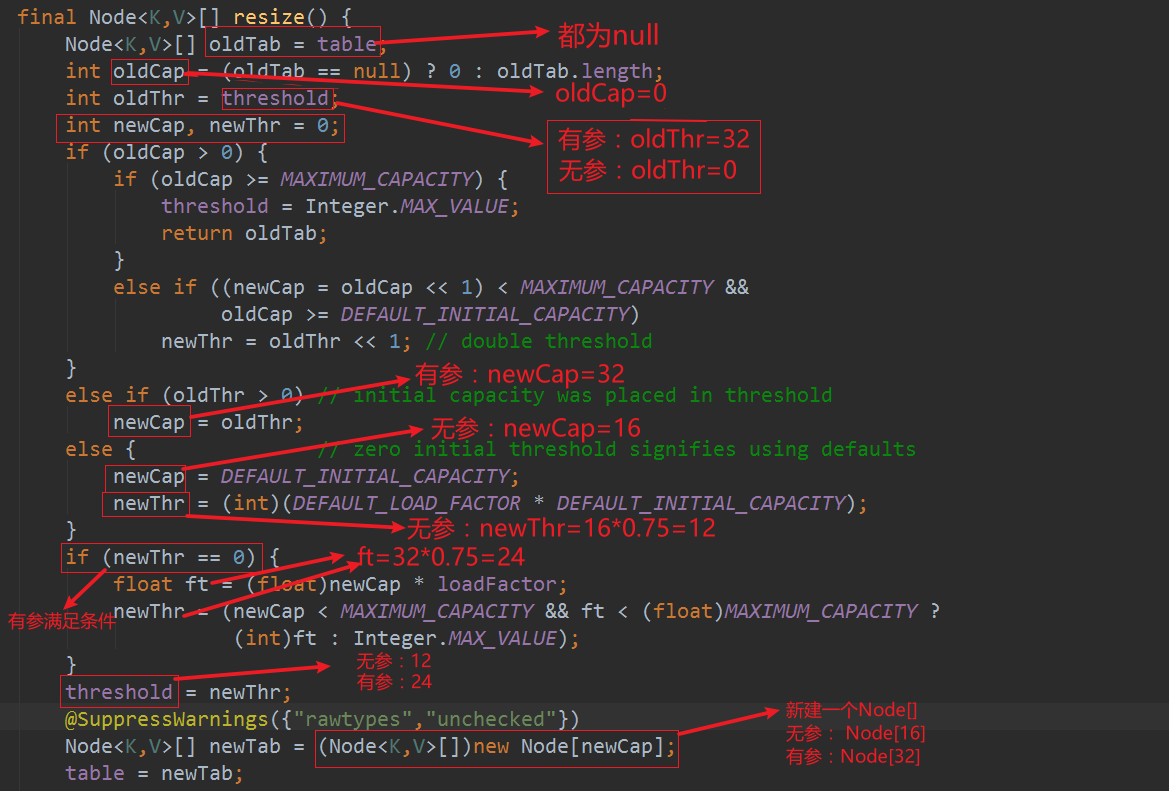 final Node<K,V>[] resize() {
Node<K,V>[] oldTab = table; 都为null
int oldCap = (oldTab == null) ? 0 : oldTab.length;
oldCap=0
int oldThr = threshold;
int newCap, newThr = 0;
有参：oldThr=32
if (oldCap > 0) {
无参：oldThr=0
if (oldCap >= MAXIMUM_CAPACITY) {
threshold = Integer.MAX_VALUE;
return oldTab;
}
else if ((newCap = oldCap << 1) < MAXIMUM_CAPACITY &&
oldCap >= DEFAULT_INITIAL_CAPACITY)
newThr = oldThr << 1; // double threshold
}
有参：newCap=32
else if (oldThr > 0) // initial capacity was placed in threshold
newCap = oldThr;
无参：newCap=16
else { // zero initial threshold signifies using defaults
newCap = DEFAULT_INITIAL_CAPACITY;
newThr = (int)(DEFAULT_LOAD_FACTOR * DEFAULT_INITIAL_CAPACITY);
}
无参：newThr=16*0.75=12
if (newThr == 0) {
ft=32*0.75=24
float ft = (float)newCap * loadFactor;
newThr = (newCap < MAXIMUM_CAPACITY && ft < (float)MAXIMUM_CAPACITY ?
有参满足条件
(int)ft : Integer.MAX_VALUE);
}
无参：12
有参：24
threshold = newThr;
@SuppressWarnings({"rawtypes","unchecked"})
Node<K,V>[] newTab = (Node<K,V>[])new Node[newCap];
新建一个Node[]
无参： Node[16]
有参：Node[32]
table = newTab;